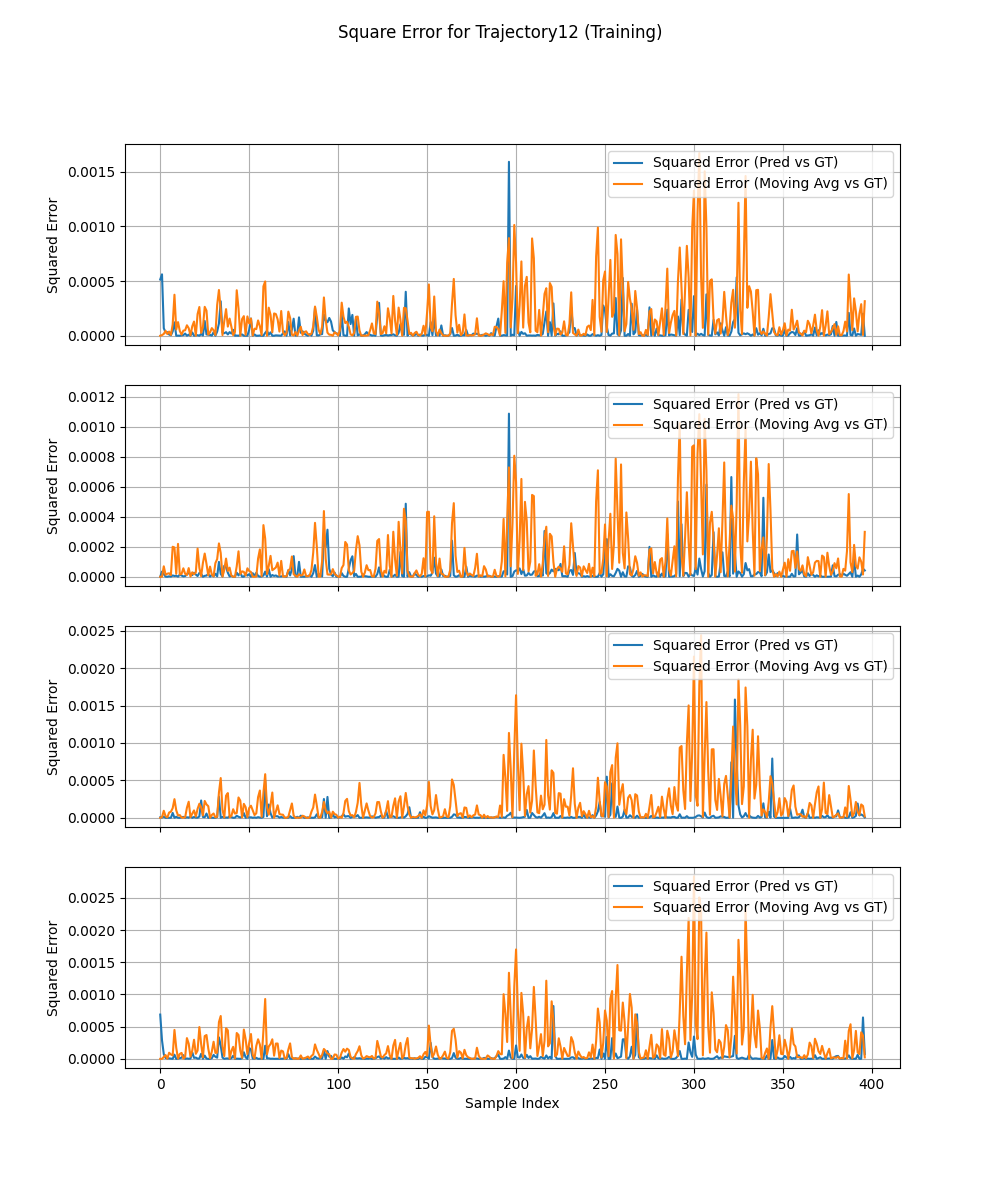 Square Error for Trajectory12 (Training)
Squared Error
0.0015
0.0010
0.0005
0.0000
Squared Error (Pred vs GT)
Squared Error (Moving Avg vs GT)
Squared Error
0.0012
0.0010
0.0008
0.0006
0.0004
0.0002
0.0000
Squared Error (Pred vs GT)
Squared Error (Moving Avg vs GT)
Squared Error
0.0025
0.0020
0.0015
0.0010
0.0005
0.0000
Squared Error (Pred vs GT)
Squared Error (Moving Avg vs GT)
Squared Error
0.0025
0.0020
0.0015
0.0010
0.0005
0.0000
Squared Error (Pred vs GT)
Squared Error (Moving Avg vs GT)
0 50 100 150 200 250 300 350 400
Sample Index